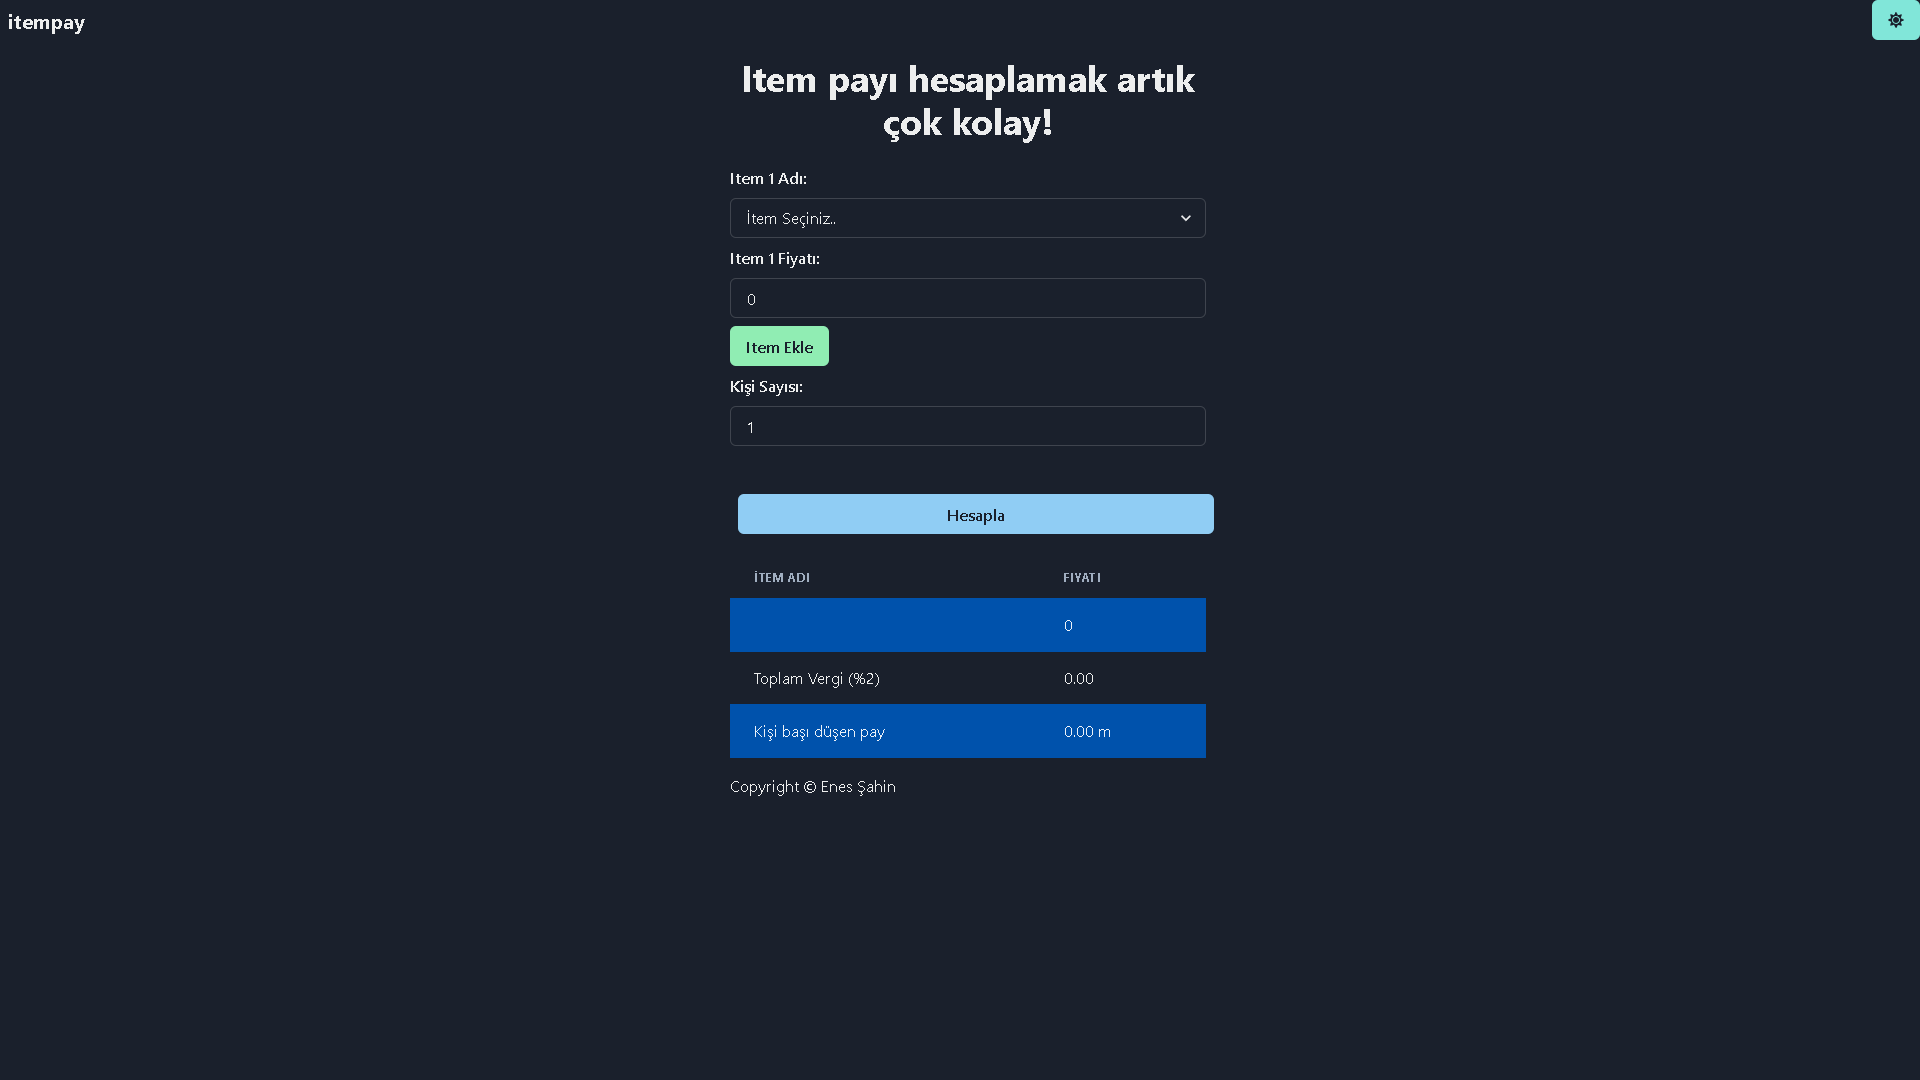 itempay
Item payı hesaplamak artık
çok kolay!
Item 1 Adı:
İtem Seçiniz..
Item 1 Fiyatı:
0
Item Ekle
Kişi Sayısı:
1
Hesapla
İTEM ADI FIYATI
0
Toplam Vergi (%2) 0.00
Kişi başı düşen pay 0.00 m
Copyright © Enes Şahin